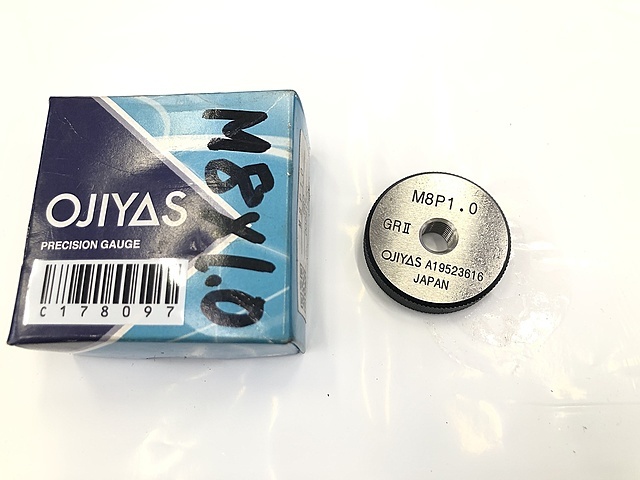 OJIYAS
PRECISION GAUGE
C178097
M8X1.0
M8P1.0
GRII
OJIYAS A19523616
JAPAN